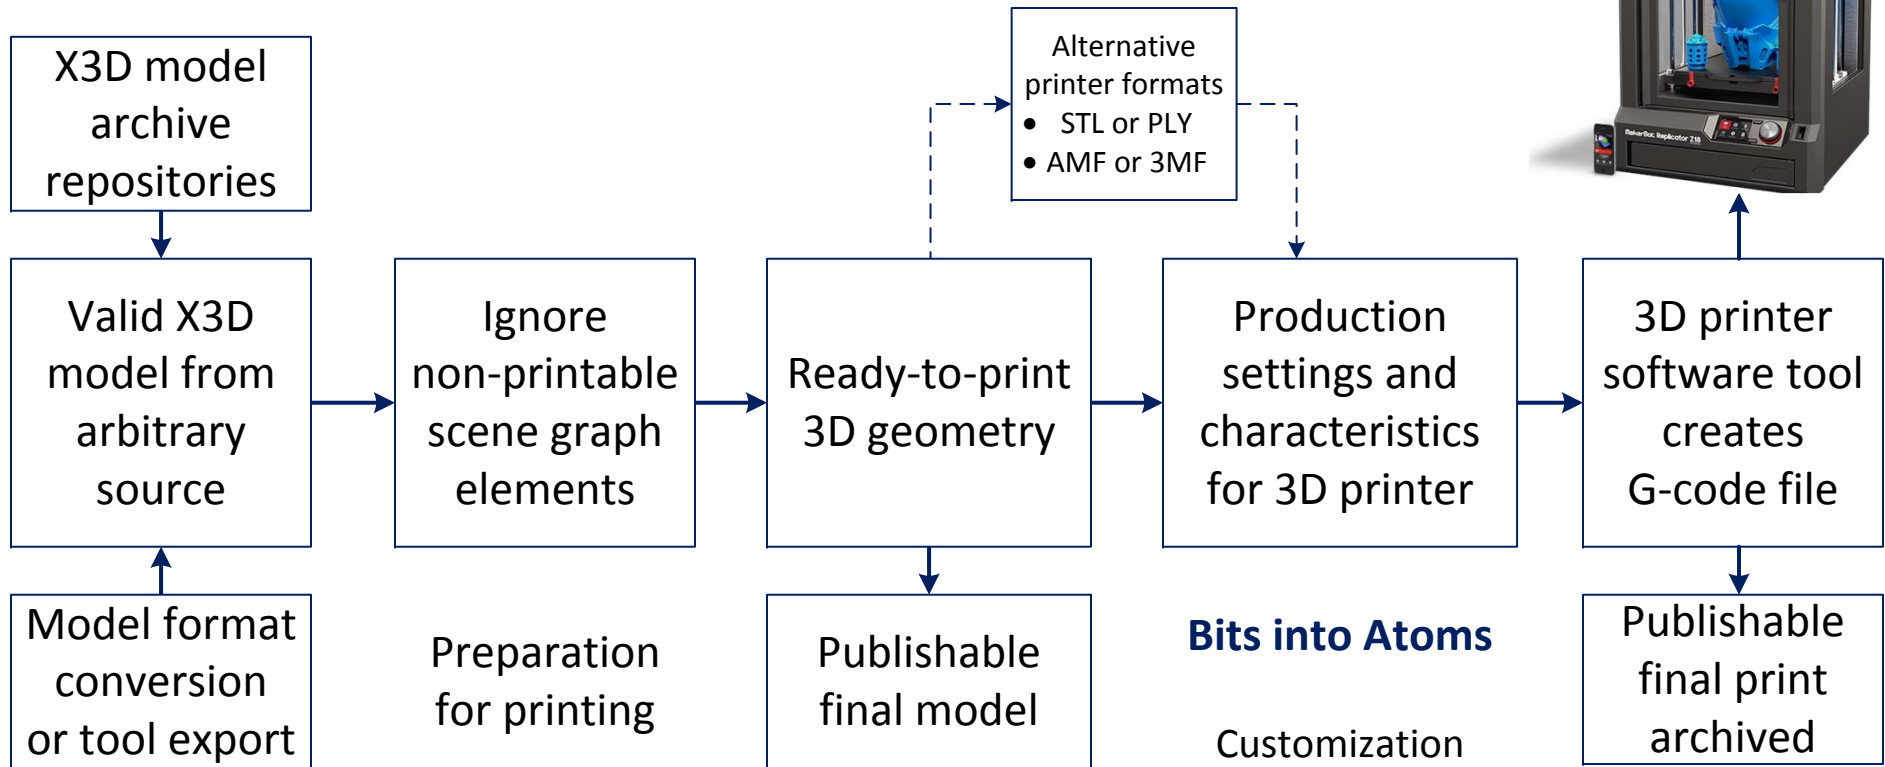 X3D model
archive
repositories
Alternative
printer formats
• STL or PLY
• AMF or 3MF
MakerBot. Replicator Z18
Valid X3D
model from
arbitrary
source
Ignore
non-printable
scene graph
elements
Ready-to-print
3D geometry
Production
settings and
characteristics
for 3D printer
3D printer
software tool
creates
G-code file
Model format
conversion
or tool export
Preparation
for printing
Publishable
final model
Bits into Atoms
Customization
Publishable
final print
archived